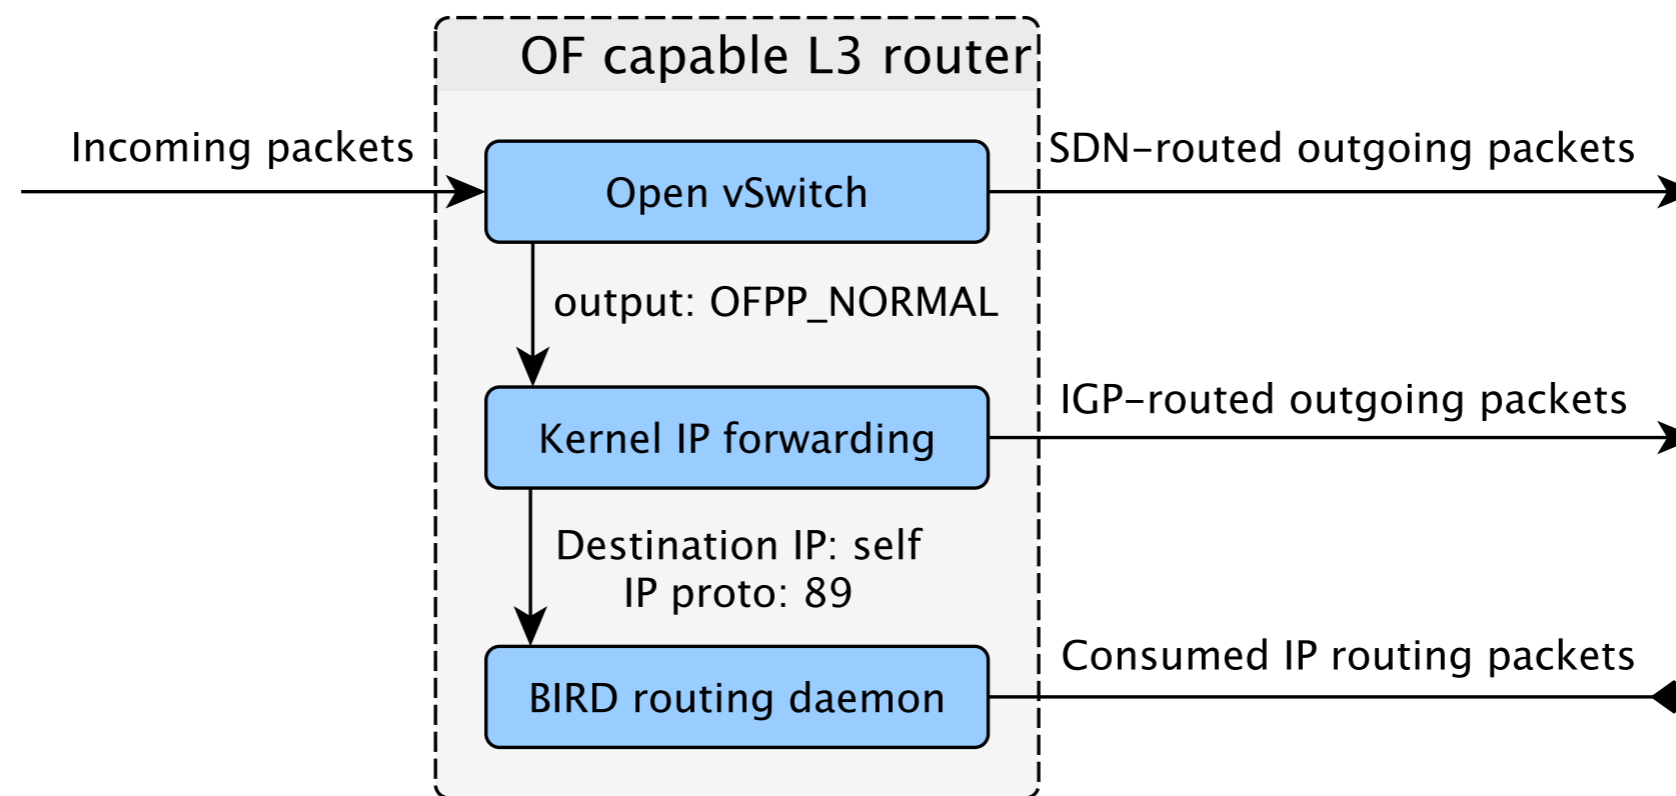 OF capable L3 router
Incoming packets
Open vSwitch
SDN-routed outgoing packets
output: OFPP_NORMAL
Kernel IP forwarding
IGP-routed outgoing packets
Destination IP: self
IP proto: 89
BIRD routing daemon
Consumed IP routing packets